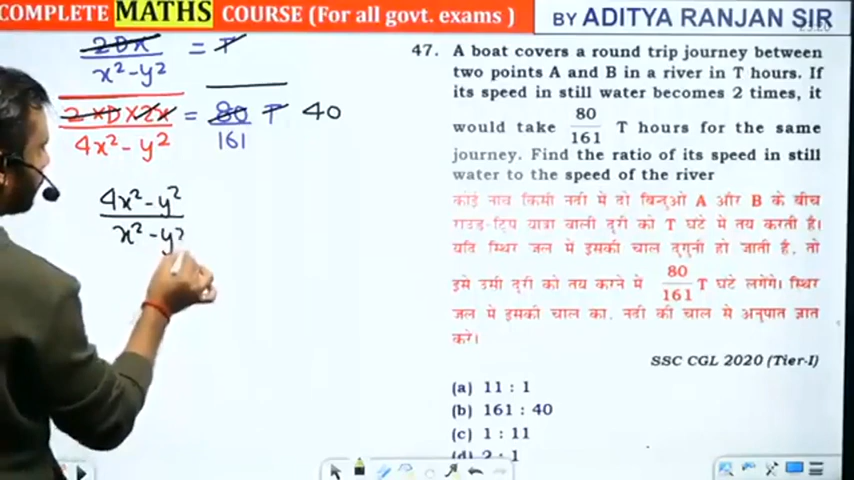 COMPLETE MATHS COURSE (For all govt. exams)
BY ADITYA RANJAN SIR
= T
x² - y²
2 × D × 2x = 80 T 40
4x² - y² 161
4x² - y²
x² - y²
47. A boat covers a round trip journey between
two points A and B in a river in T hours. If
its speed in still water becomes 2 times, it
would take 80/161 T hours for the same
journey. Find the ratio of its speed in still
water to the speed of the river
कोई नाव किसी नदी में दो बिन्दुओं A और B के बीच
राउंड-ट्रिप यात्रा वाली दूरी को T घंटे में तय करती है।
यदि स्थिर जल में इसकी चाल दुगुनी हो जाती है, तो
इसे उसी दूरी को तय करने में 80/161 T घंटे लगेंगे। स्थिर
जल में इसकी चाल का, नदी की चाल से अनुपात ज्ञात
करें।
SSC CGL 2020 (Tier-I)
(a) 11 : 1
(b) 161 : 40
(c) 1 : 11
(d) 2 : 1